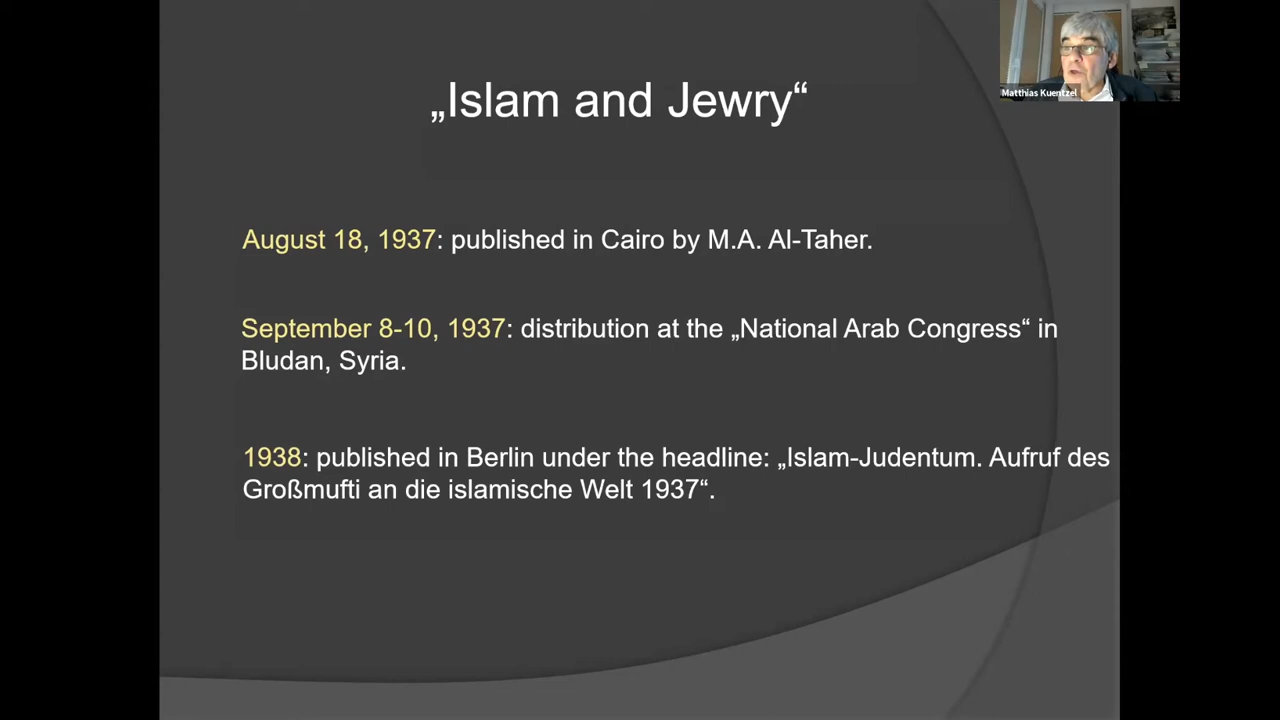 „Islam and Jewry“
Matthias Kuentzel
August 18, 1937: published in Cairo by M.A. Al-Taher.
September 8-10, 1937: distribution at the „National Arab Congress“ in
Bludan, Syria.
1938: published in Berlin under the headline: „Islam-Judentum. Aufruf des
Großmufti an die islamische Welt 1937“.